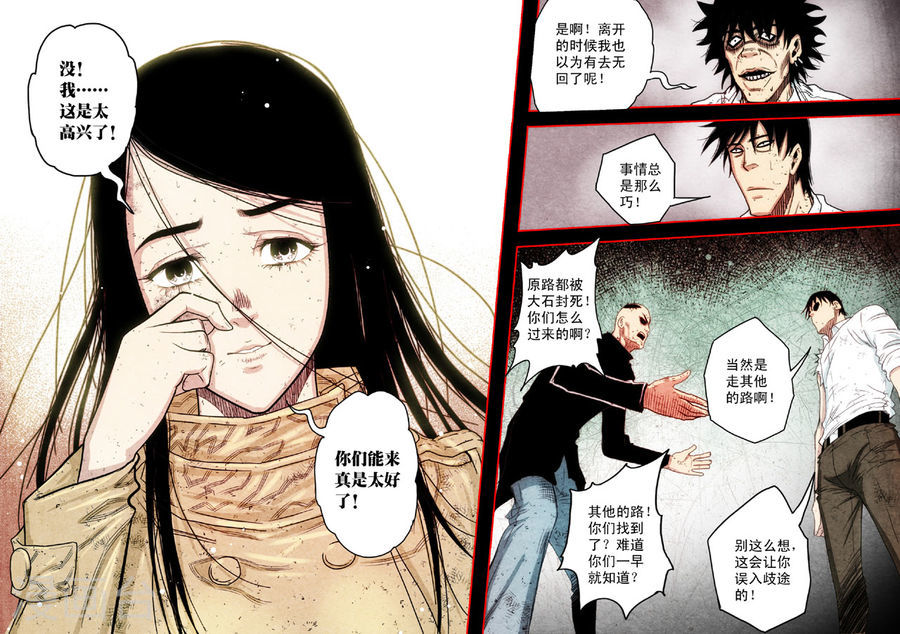 没！
我……
这是太
高兴了！
你们能来
真是太好
了！
是啊！离开
的时候我也
以为有去无
回了呢！
事情总
是那么
巧！
原路都被
大石封死！
你们怎么
过来的啊？
当然是
走其他
的路啊！
其他的路！
你们找到
了？难道
你们一早
就知道？
别这么想，
这会让你
误入歧途
的！